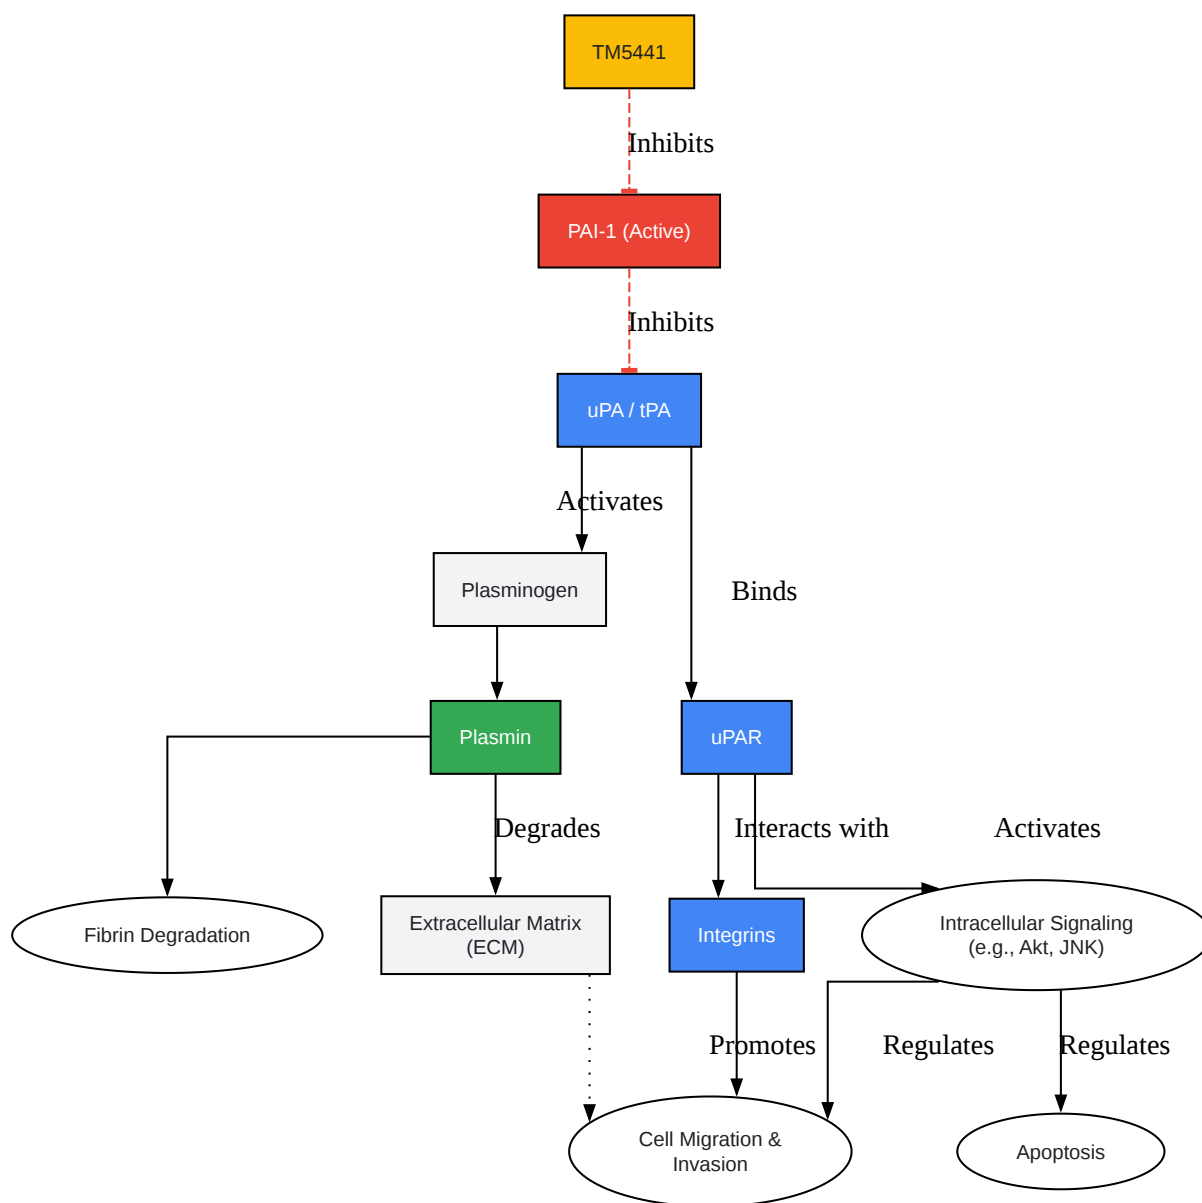 TM5441
Inhibits
PAI-1 (Active)
Inhibits
uPA / tPA
Activates
Plasminogen
Binds
Plasmin
uPAR
Degrades
Interacts with
Activates
Fibrin Degradation
Extracellular Matrix
(ECM)
Integrins
Intracellular Signaling
(e.g., Akt, JNK)
Promotes
Regulates
Regulates
Cell Migration &
Invasion
Apoptosis